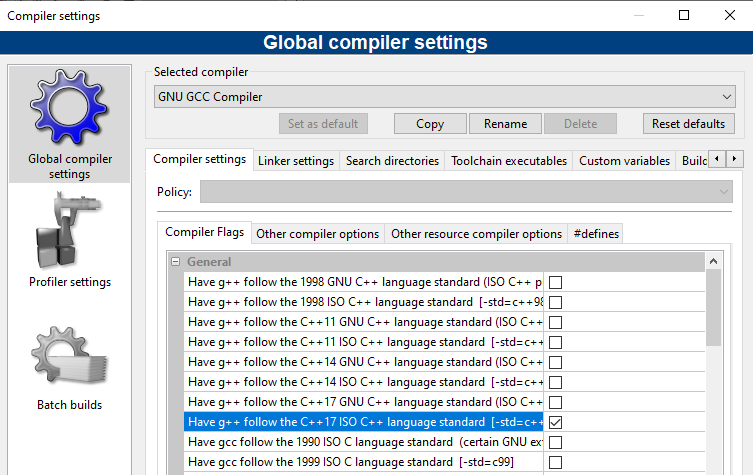 Compiler settings
Global compiler settings
Global compiler
settings
Profiler settings
Batch builds
Selected compiler
GNU GCC Compiler
Set as default
Copy
Rename
Delete
Reset defaults
Compiler settings
Linker settings
Search directories
Toolchain executables
Custom variables
Build
Policy:
Compiler Flags
Other compiler options
Other resource compiler options
#defines
General
Have g++ follow the 1998 GNU C++ language standard (ISO C++ p
Have g++ follow the 1998 ISO C++ language standard [-std=c++98
Have g++ follow the C++11 GNU C++ language standard (ISO C++
Have g++ follow the C++11 ISO C++ language standard [-std=c++
Have g++ follow the C++14 GNU C++ language standard (ISO C++
Have g++ follow the C++14 ISO C++ language standard [-std=c++
Have g++ follow the C++17 GNU C++ language standard (ISO C++
Have g++ follow the C++17 ISO C++ language standard [-std=c++
Have gcc follow the 1990 ISO C language standard (certain GNU ex
Have gcc follow the 1999 ISO C language standard [-std=c99]